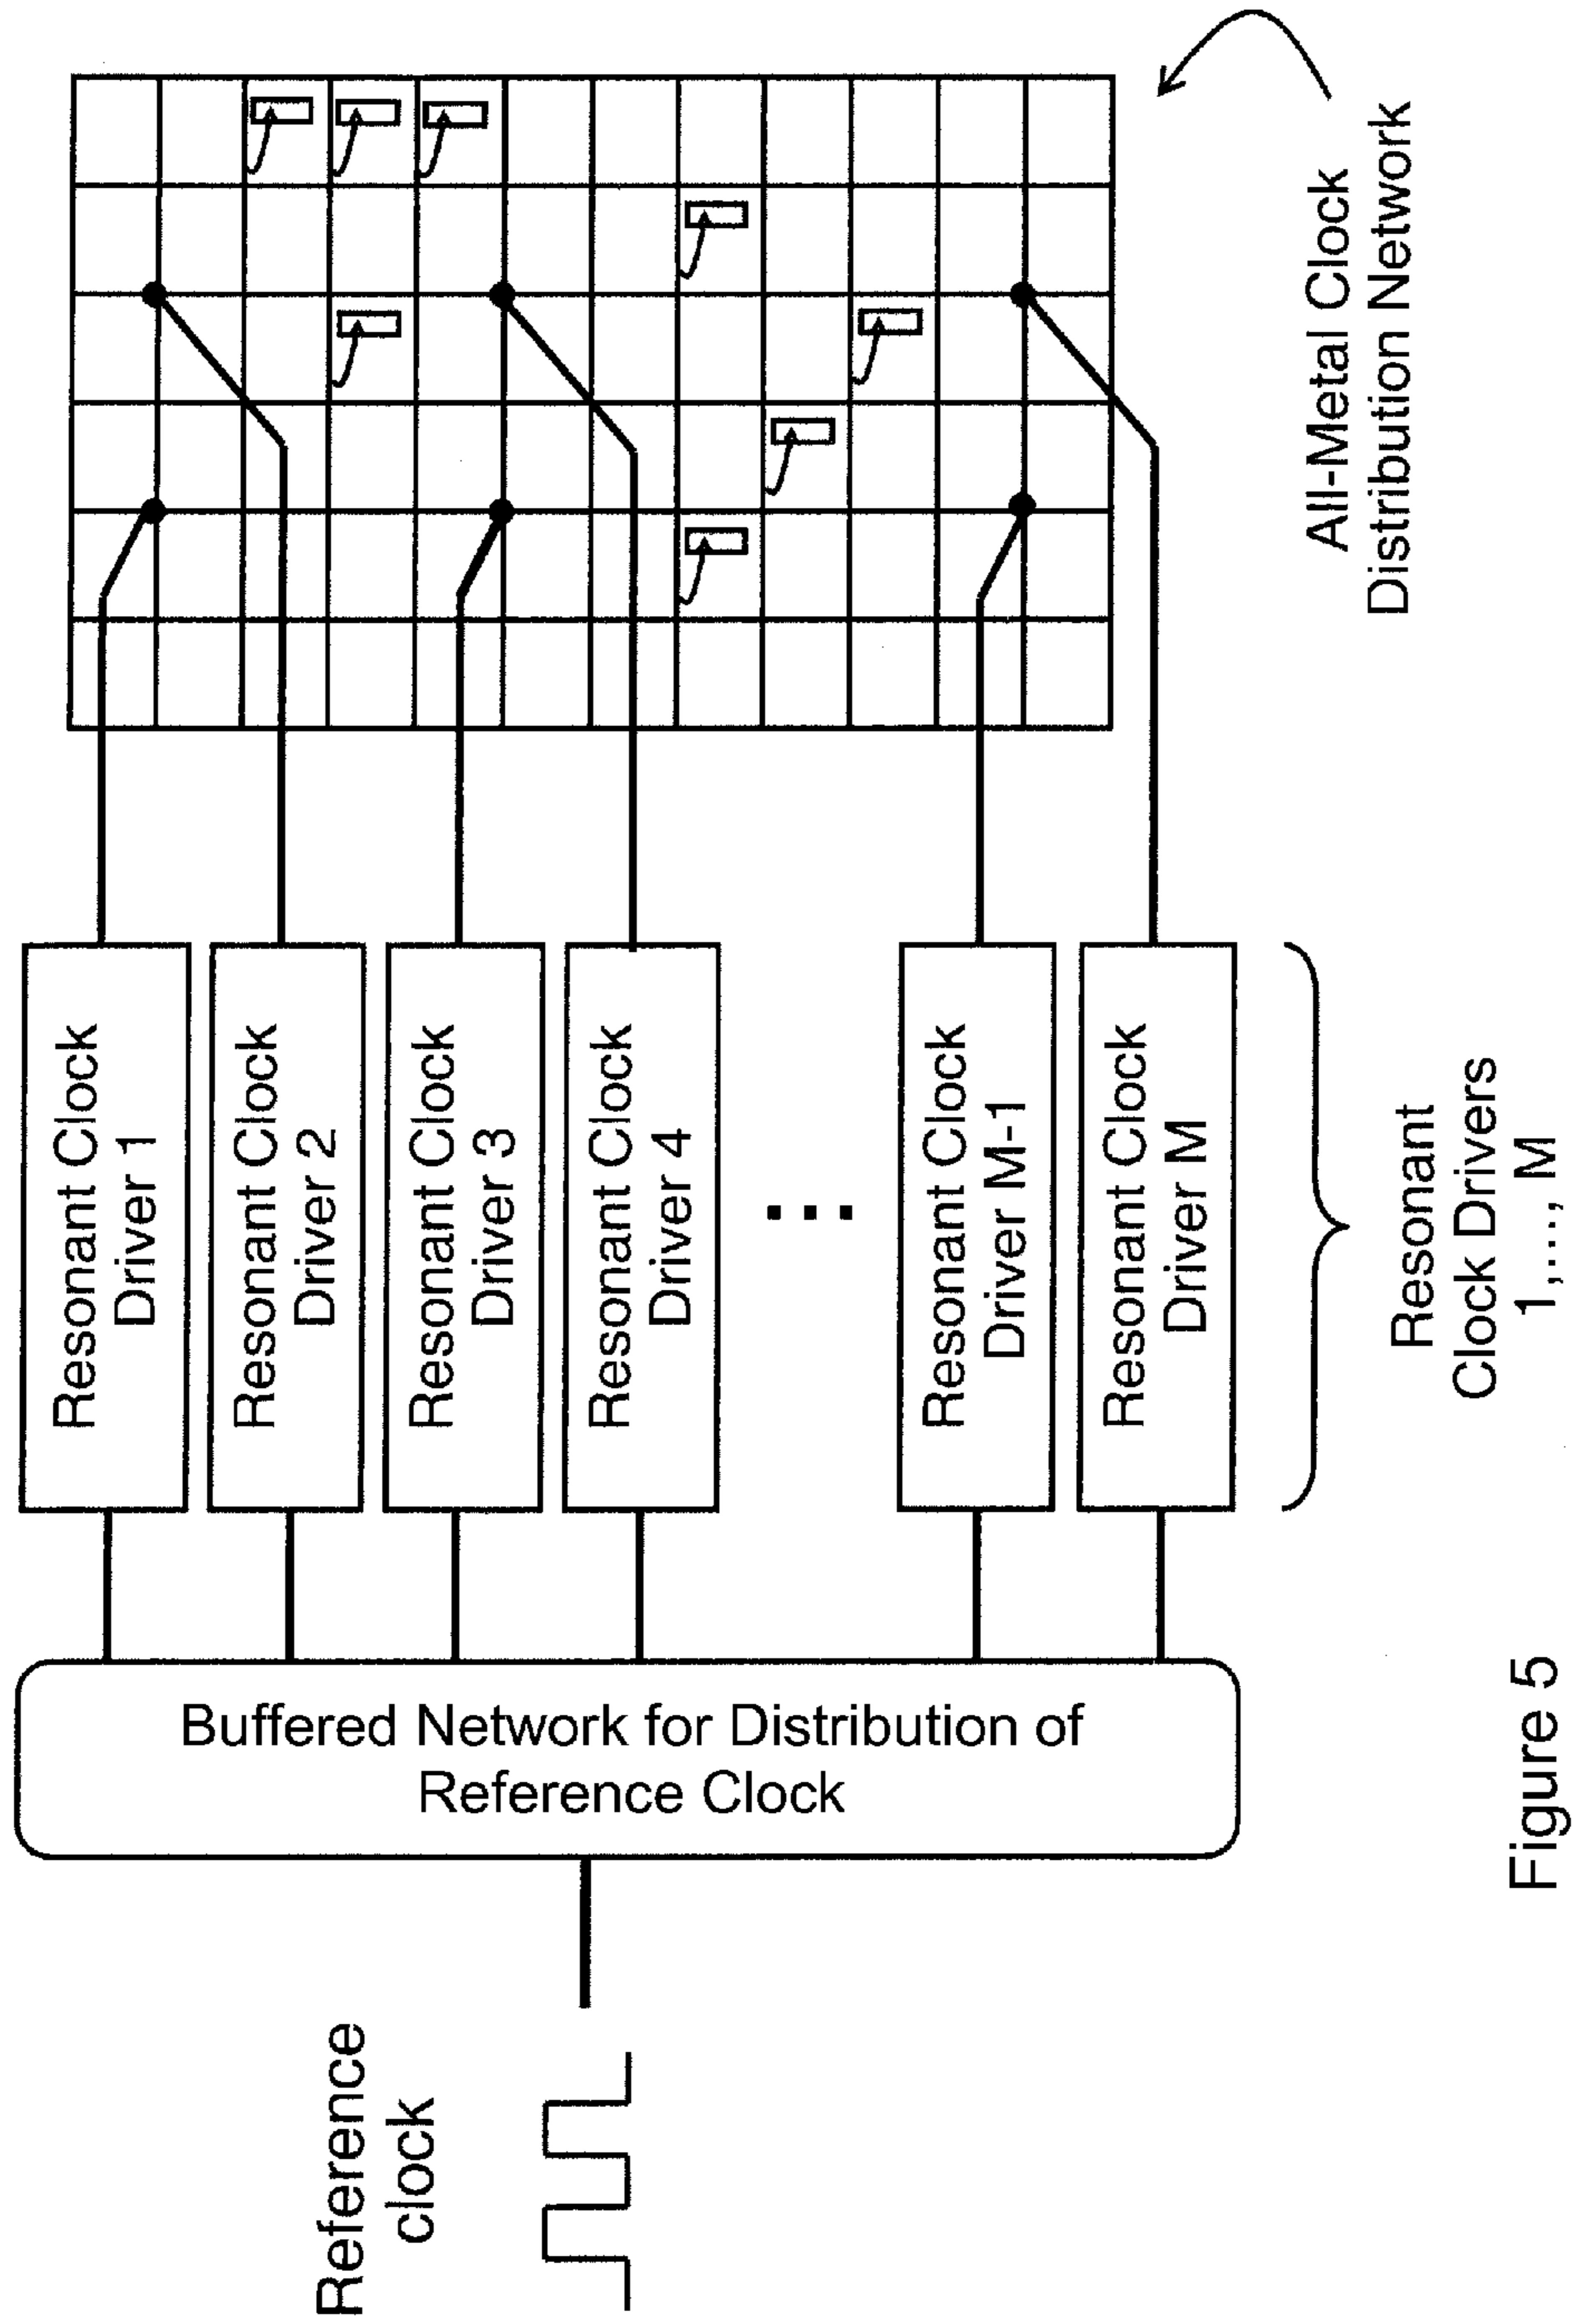 Reference
clock
Buffered Network for Distribution of
Reference Clock
Resonant Clock
Driver 1
Resonant Clock
Driver 2
Resonant Clock
Driver 3
Resonant Clock
Driver 4
...
Resonant Clock
Driver M-1
Resonant Clock
Driver M
Resonant
Clock Drivers
1,..., M
All-Metal Clock
Distribution Network
Figure 5